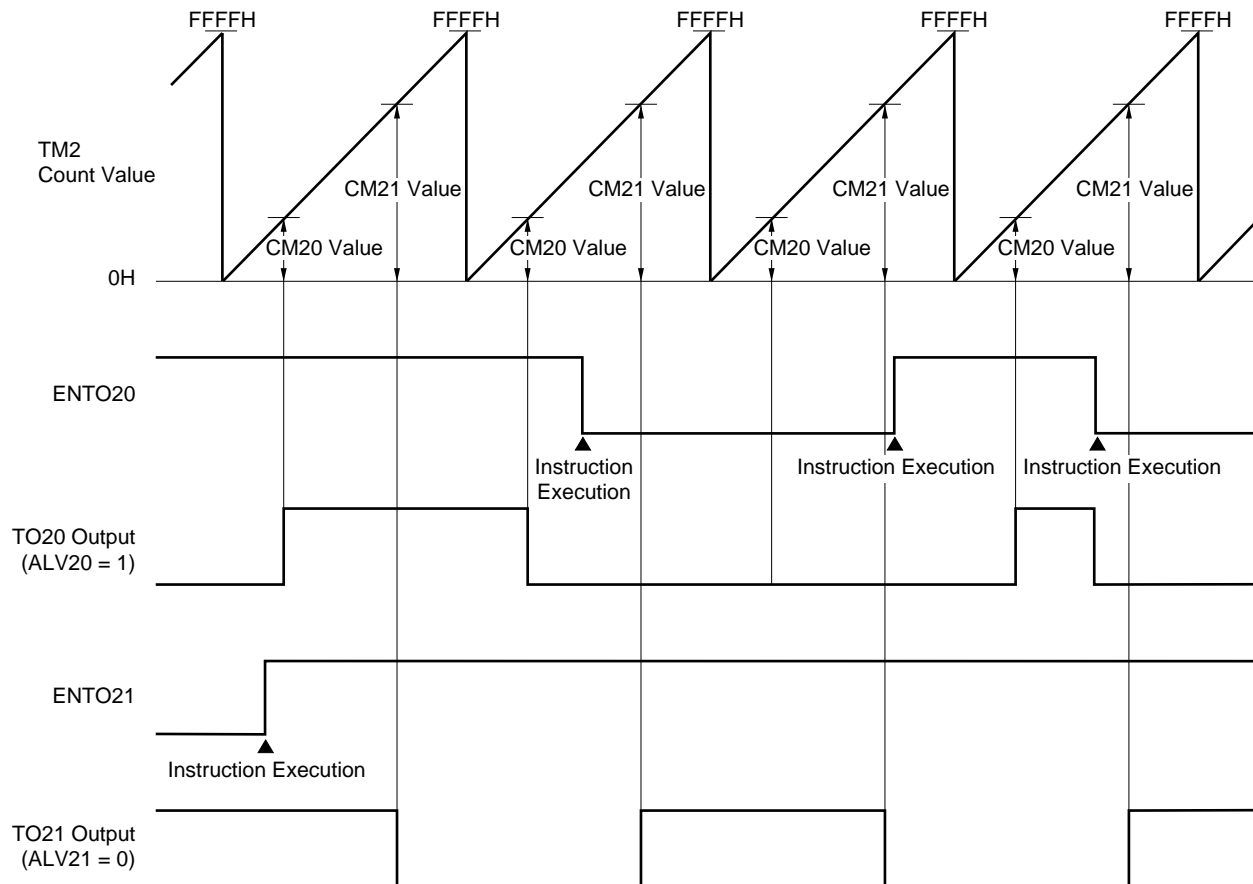 FFFFH FFFFH FFFFH FFFFH FFFFH
TM2
Count Value
CM21 Value CM21 Value CM21 Value CM21 Value
CM20 Value CM20 Value CM20 Value CM20 Value
0H
ENTO20
Instruction
Execution
Instruction Execution
Instruction Execution
TO20 Output
(ALV20 = 1)
ENTO21
Instruction Execution
TO21 Output
(ALV21 = 0)